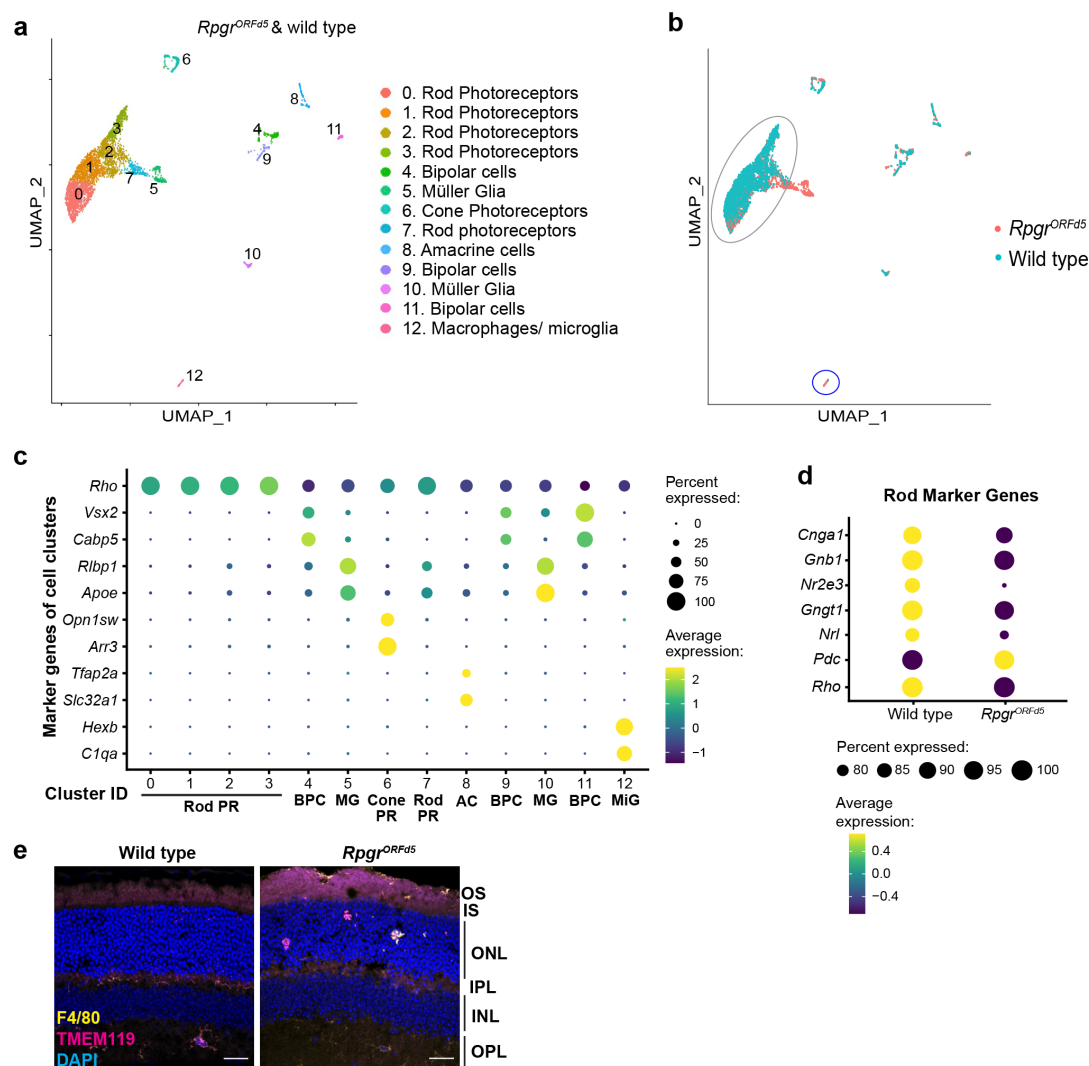 a
Rpgr^ORFd5 & wild type
UMAP_2
UMAP_1
0
1
2
3
4
5
6
7
8
9
10
11
12
0. Rod Photoreceptors
1. Rod Photoreceptors
2. Rod Photoreceptors
3. Rod Photoreceptors
4. Bipolar cells
5. Müller Glia
6. Cone Photoreceptors
7. Rod photoreceptors
8. Amacrine cells
9. Bipolar cells
10. Müller Glia
11. Bipolar cells
12. Macrophages/ microglia
b
UMAP_2
UMAP_1
Rpgr^ORFd5
Wild type
c
Marker genes of cell clusters
Rho
Vsx2
Cabp5
Rlbp1
Apoe
Opn1sw
Arr3
Tfap2a
Slc32a1
Hexb
C1qa
Cluster ID
0 1 2 3 4 5 6 7 8 9 10 11 12
Rod PR BPC MG Cone PR Rod PR AC BPC MG BPC MiG
Percent expressed:
0
25
50
75
100
Average expression:
2
1
0
−1
d
Rod Marker Genes
Cnga1
Gnb1
Nr2e3
Gngt1
Nrl
Pdc
Rho
Wild type Rpgr^ORFd5
Percent expressed:
80 85 90 95 100
Average expression:
0.4
0.0
−0.4
e
Wild type
Rpgr^ORFd5
F4/80
TMEM119
DAPI
OS
IS
ONL
IPL
INL
OPL